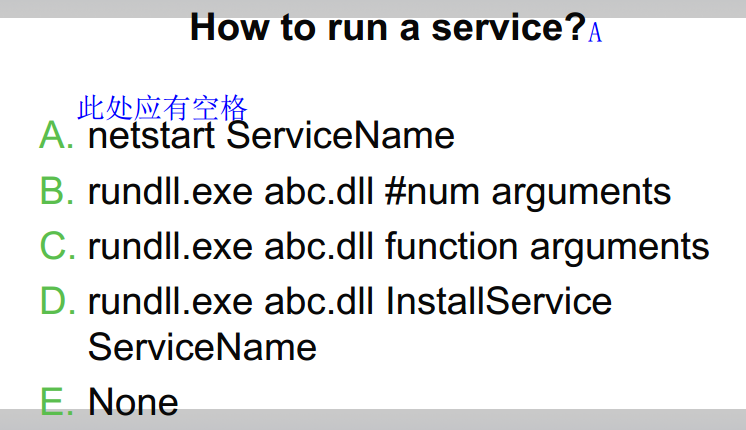 How to run a service?A
此处应有空格
A. netstart ServiceName
B. rundll.exe abc.dll #num arguments
C. rundll.exe abc.dll function arguments
D. rundll.exe abc.dll InstallService
ServiceName
E. None